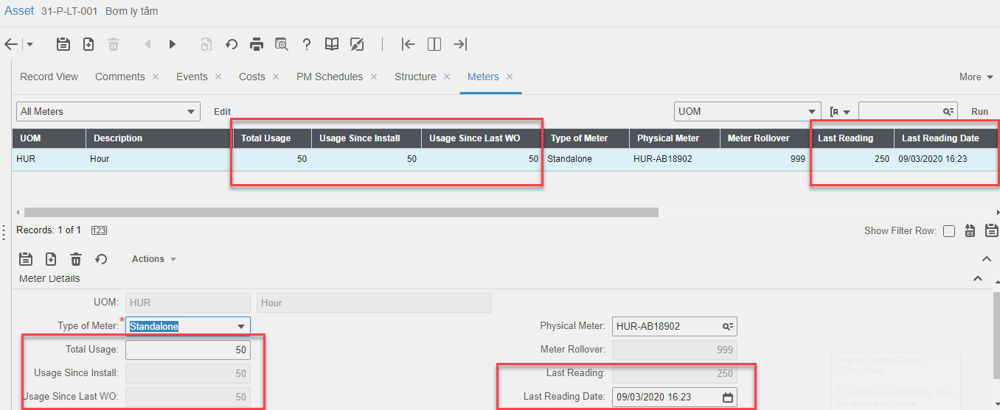 Asset 31-P-LT-001 Bơm ly tâm
Record View Comments Events Costs PM Schedules Structure Meters More
All Meters Edit UOM Run
UOM Description Total Usage Usage Since Install Usage Since Last WO Type of Meter Physical Meter Meter Rollover Last Reading Last Reading Date
HUR Hour 50 50 50 Standalone HUR-AB18902 999 250 09/03/2020 16:23
Records: 1 of 1 123 Show Filter Row:
Actions
Meter Details
UOM: HUR Hour
Type of Meter: * Standalone Physical Meter: HUR-AB18902
Total Usage: 50 Meter Rollover: 999
Usage Since Install: 50 Last Reading: 250
Usage Since Last WO: 50 Last Reading Date: 09/03/2020 16:23
English (United States)
US keyboard
To switch input methods, press
Windows key+Space.